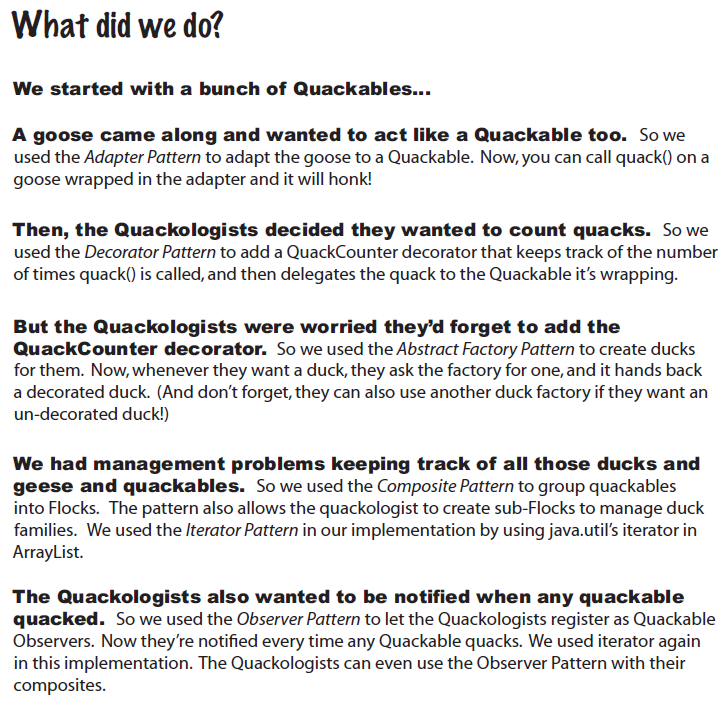 What did we do?
We started with a bunch of Quackables...
A goose came along and wanted to act like a Quackable too. So we
used the Adapter Pattern to adapt the goose to a Quackable. Now, you can call quack() on a
goose wrapped in the adapter and it will honk!
Then, the Quackologists decided they wanted to count quacks. So we
used the Decorator Pattern to add a QuackCounter decorator that keeps track of the number
of times quack() is called, and then delegates the quack to the Quackable it’s wrapping.
But the Quackologists were worried they’d forget to add the
QuackCounter decorator. So we used the Abstract Factory Pattern to create ducks
for them. Now, whenever they want a duck, they ask the factory for one, and it hands back
a decorated duck. (And don’t forget, they can also use another duck factory if they want an
un-decorated duck!)
We had management problems keeping track of all those ducks and
geese and quackables. So we used the Composite Pattern to group quackables
into Flocks. The pattern also allows the quackologist to create sub-Flocks to manage duck
families. We used the Iterator Pattern in our implementation by using java.util’s iterator in
ArrayList.
The Quackologists also wanted to be notified when any quackable
quacked. So we used the Observer Pattern to let the Quackologists register as Quackable
Observers. Now they’re notified every time any Quackable quacks. We used iterator again
in this implementation. The Quackologists can even use the Observer Pattern with their
composites.